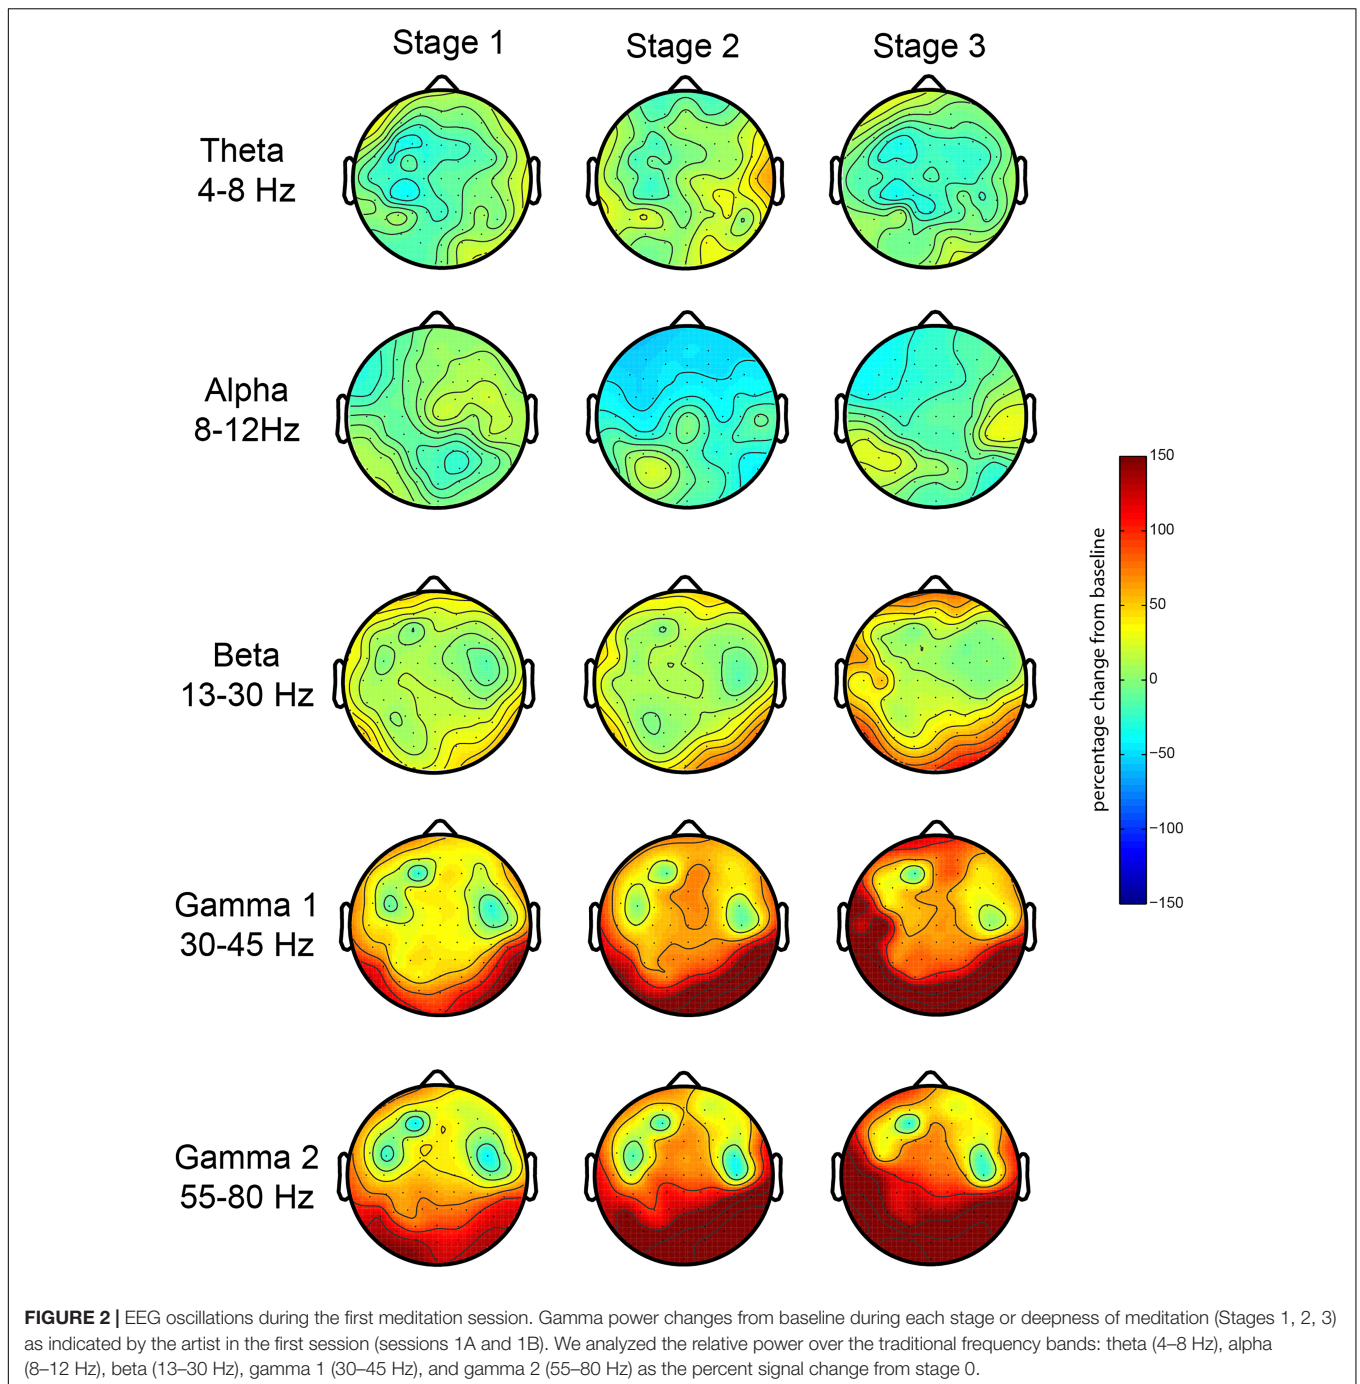 Stage 1
Stage 2
Stage 3
Theta
4-8 Hz
Alpha
8-12Hz
Beta
13-30 Hz
Gamma 1
30-45 Hz
Gamma 2
55-80 Hz
percentage change from baseline
150
100
50
0
−50
−100
−150
FIGURE 2 | EEG oscillations during the first meditation session. Gamma power changes from baseline during each stage or deepness of meditation (Stages 1, 2, 3)
as indicated by the artist in the first session (sessions 1A and 1B). We analyzed the relative power over the traditional frequency bands: theta (4–8 Hz), alpha
(8–12 Hz), beta (13–30 Hz), gamma 1 (30–45 Hz), and gamma 2 (55–80 Hz) as the percent signal change from stage 0.